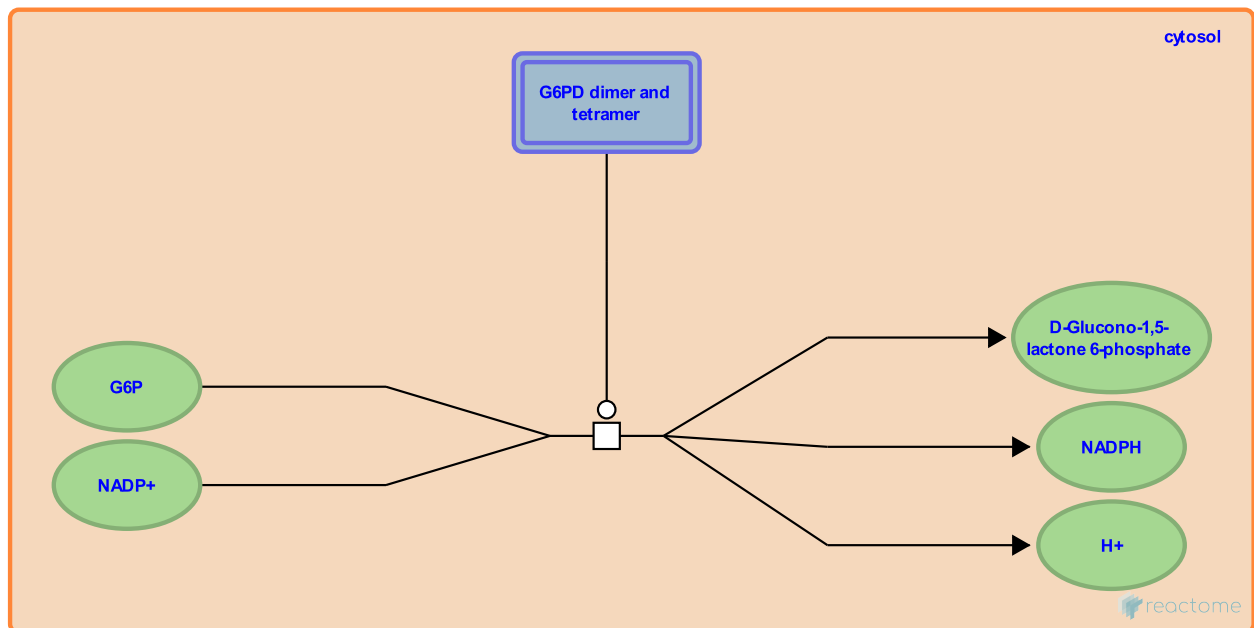 cytosol
G6PD dimer and
tetramer
G6P
NADP+
D-Glucono-1,5-
lactone 6-phosphate
NADPH
H+
reactome